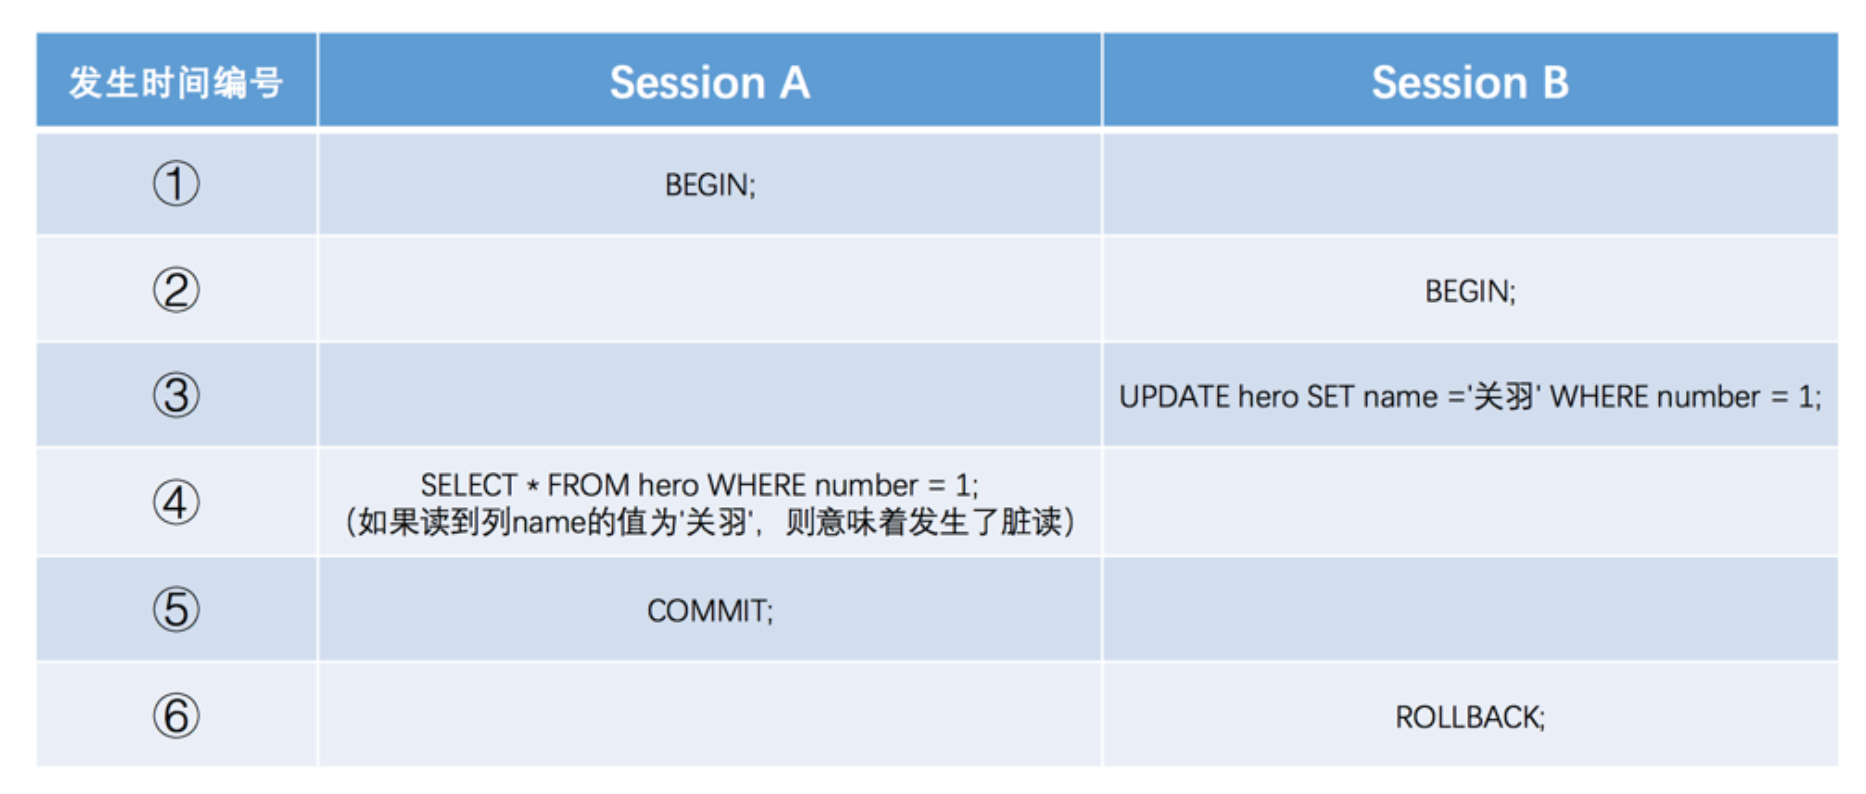 发生时间编号 Session A Session B
① BEGIN;
② BEGIN;
③ UPDATE hero SET name ='关羽' WHERE number = 1;
④ SELECT * FROM hero WHERE number = 1;
（如果读到列name的值为'关羽'，则意味着发生了脏读）
⑤ COMMIT;
⑥ ROLLBACK;